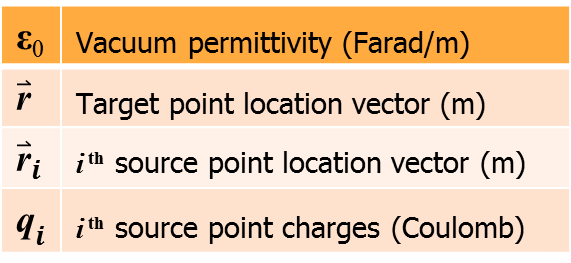 ε₀ Vacuum permittivity (Farad/m)
r⃗ Target point location vector (m)
r⃗ᵢ iᵗʰ source point location vector (m)
qᵢ iᵗʰ source point charges (Coulomb)